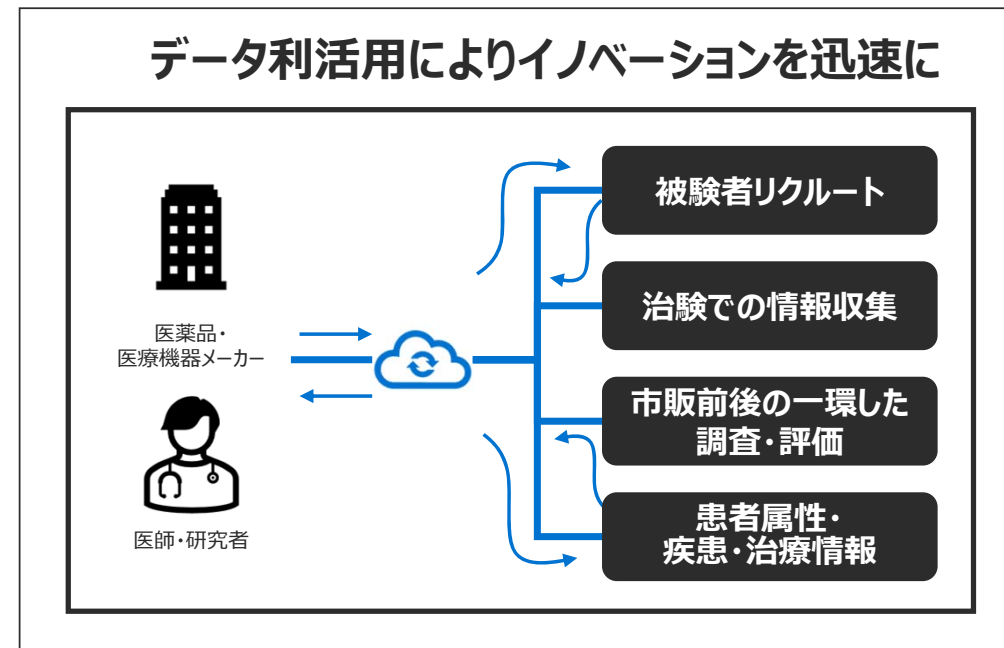 データ利活用によりイノベーションを迅速に
被験者リクルート
治験での情報収集
医薬品・
医療機器メーカー
市販前後の一環した
調査・評価
患者属性・
疾患・治療情報
医師・研究者